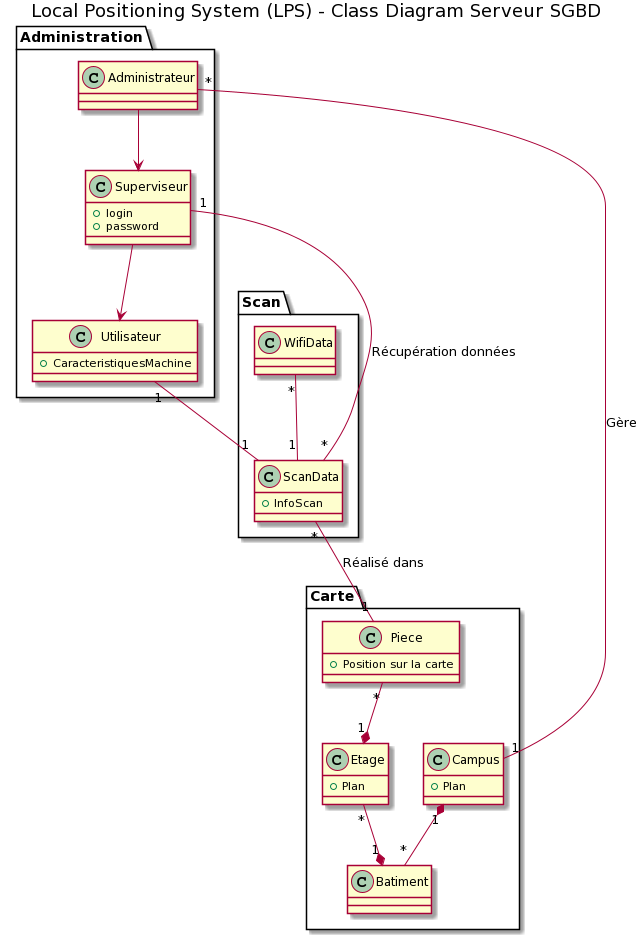 Local Positioning System (LPS) - Class Diagram Serveur SGBD
Administration
C Administrateur
*
C Superviseur
login
password
1
C Utilisateur
CaracteristiquesMachine
1
Scan
C WifiData
*
Récupération données
Gère
1
1
*
C ScanData
InfoScan
*
Réalisé dans
Carte
1
C Piece
Position sur la carte
*
1
C Etage
Plan
C Campus
Plan
1
*
1
1
*
C Batiment